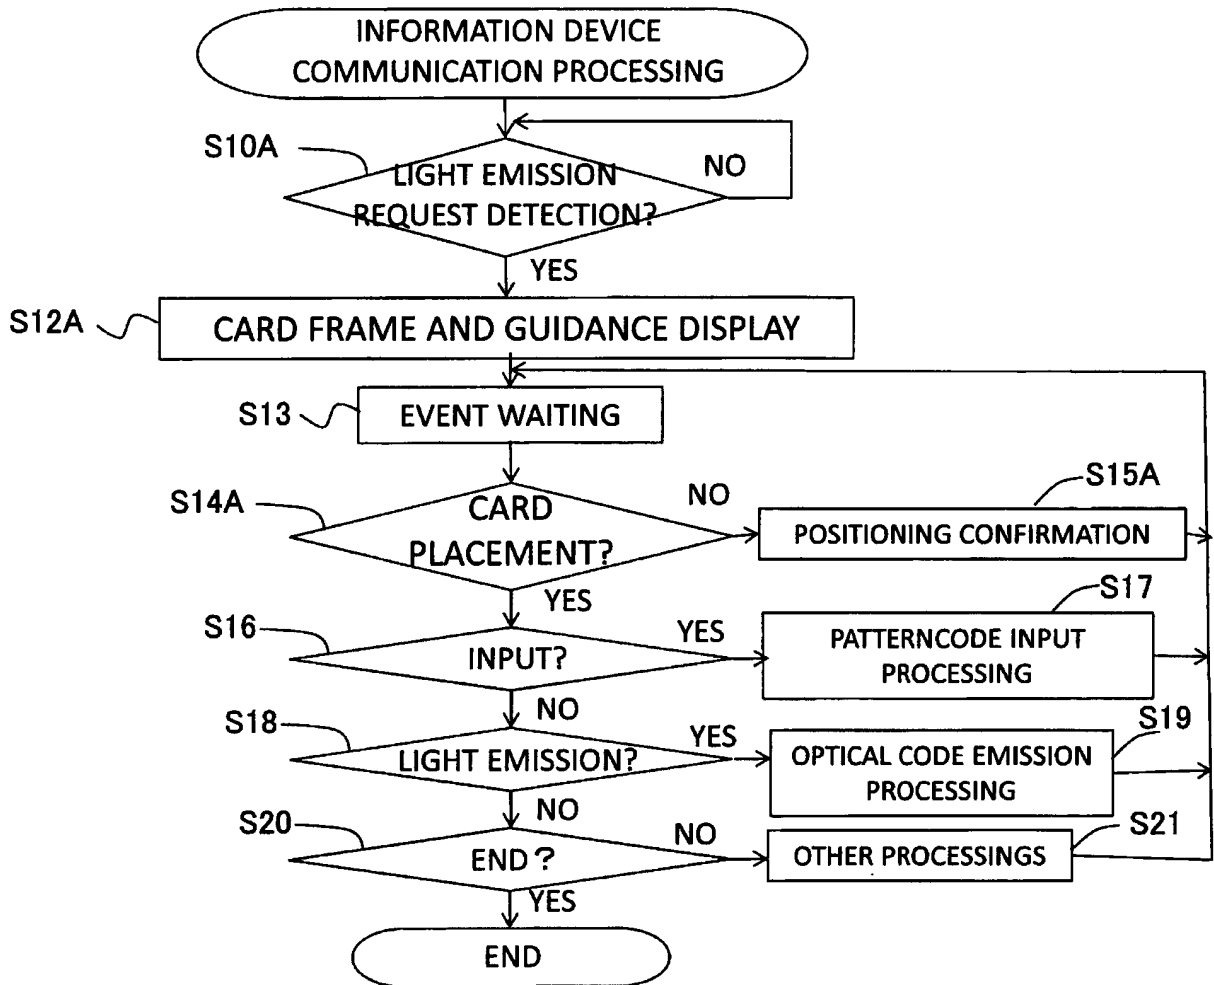 INFORMATION DEVICE
COMMUNICATION PROCESSING
S10A
LIGHT EMISSION
REQUEST DETECTION?
NO
YES
S12A
CARD FRAME AND GUIDANCE DISPLAY
S13
EVENT WAITING
S14A
CARD
PLACEMENT?
NO
S15A
POSITIONING CONFIRMATION
YES
S16
INPUT?
YES
S17
PATTERNCODE INPUT
PROCESSING
NO
S18
LIGHT EMISSION?
YES
S19
OPTICAL CODE EMISSION
PROCESSING
NO
S20
END?
NO
S21
OTHER PROCESSINGS
YES
END